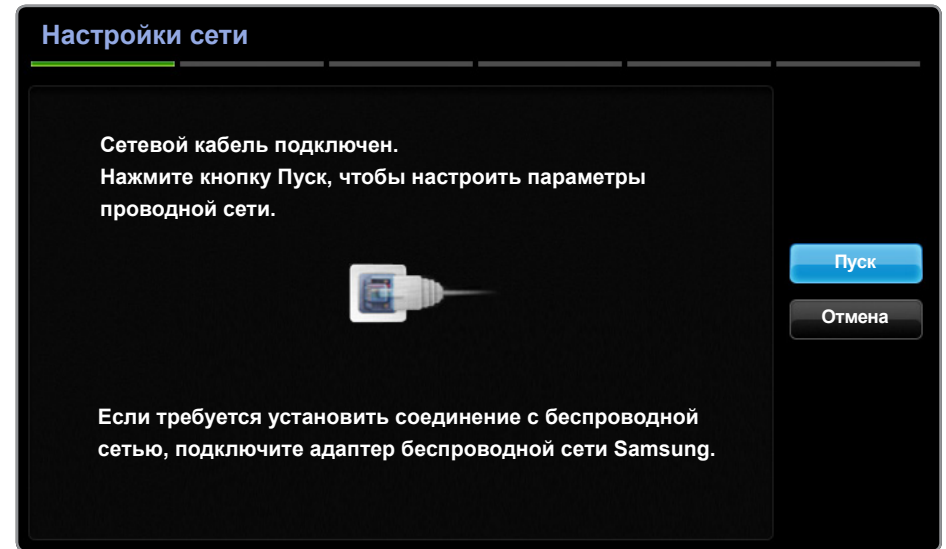 Настройки сети
Сетевой кабель подключен.
Нажмите кнопку Пуск, чтобы настроить параметры
проводной сети.
Пуск
Отмена
Если требуется установить соединение с беспроводной
сетью, подключите адаптер беспроводной сети Samsung.